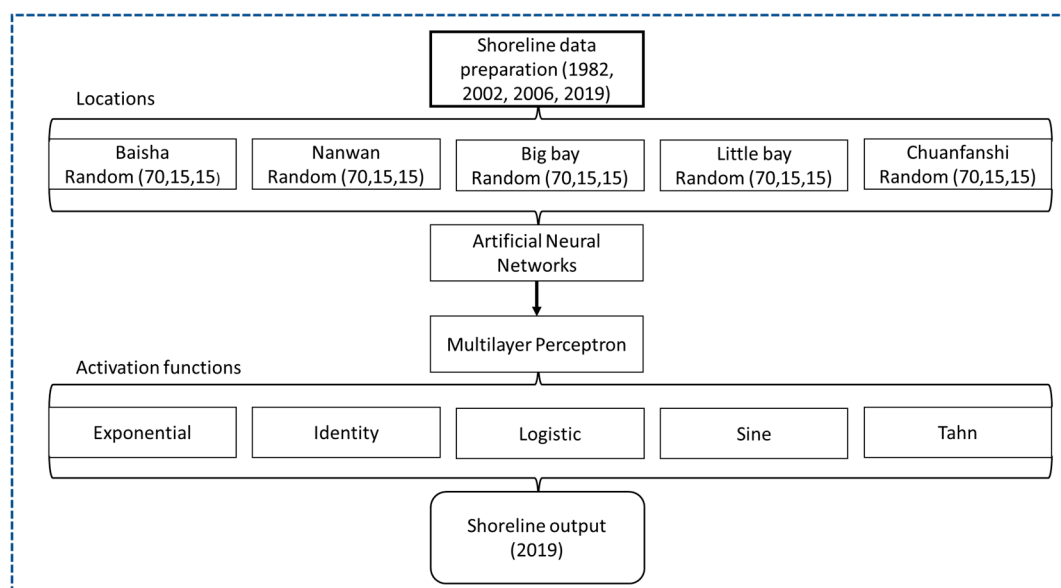 Shoreline data
preparation (1982,
2002, 2006, 2019)
Locations
Baisha
Random (70,15,15)
Nanwan
Random (70,15,15)
Big bay
Random (70,15,15)
Little bay
Random (70,15,15)
Chuanfanshi
Random (70,15,15)
Artificial Neural
Networks
Multilayer Perceptron
Activation functions
Exponential
Identity
Logistic
Sine
Tahn
Shoreline output
(2019)